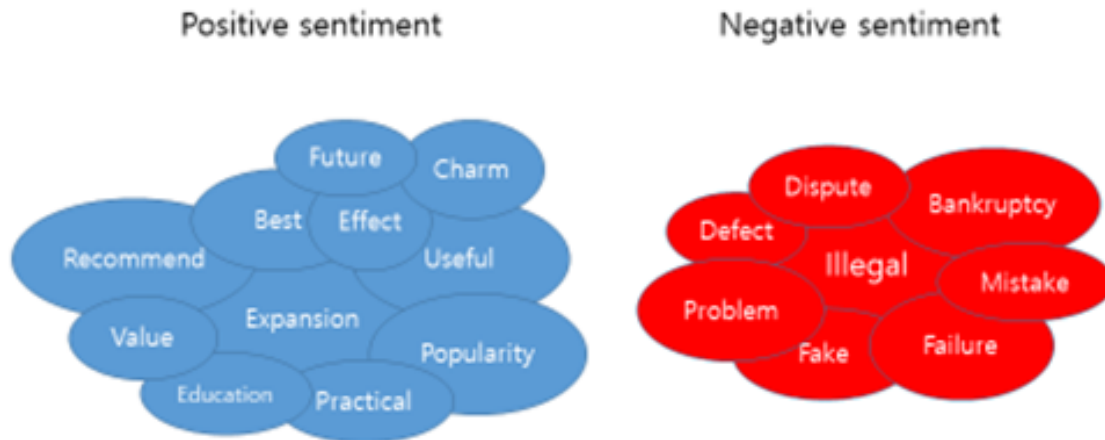 Positive sentiment
Negative sentiment
Future
Charm
Best
Effect
Recommend
Useful
Expansion
Value
Popularity
Education
Practical
Dispute
Bankruptcy
Defect
Illegal
Mistake
Problem
Fake
Failure